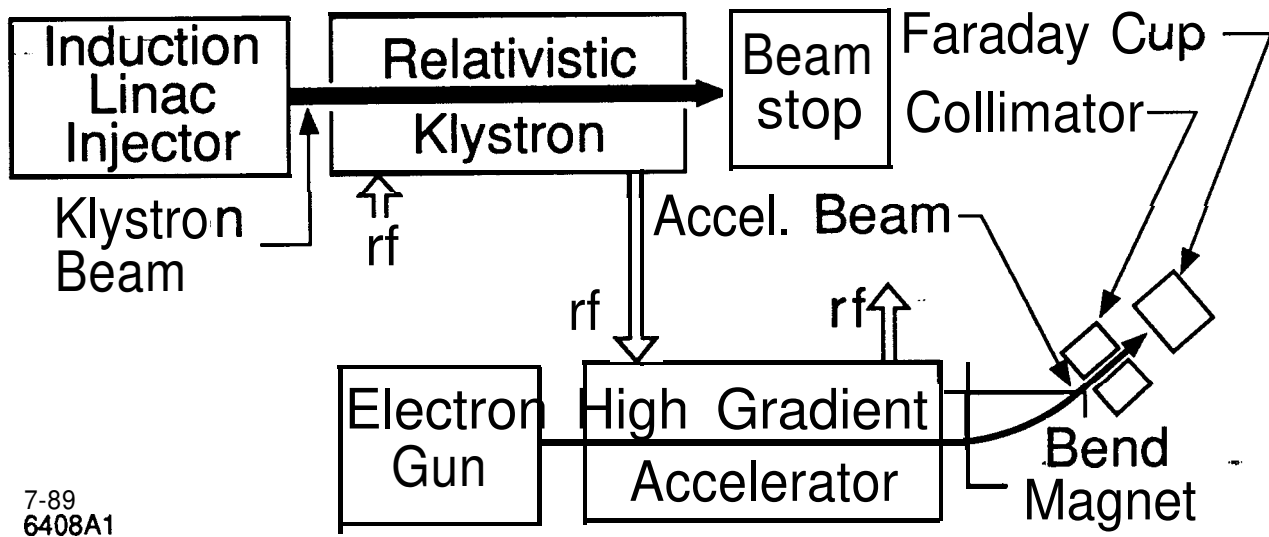 Induction
Linac
Injector
Relativistic
Klystron
Beam
stop
Faraday Cup
Collimator
Klystron
Beam
rf
Accel. Beam
rf
rf
Electron
Gun
High Gradient
Accelerator
Bend
Magnet
7-89
6408A1